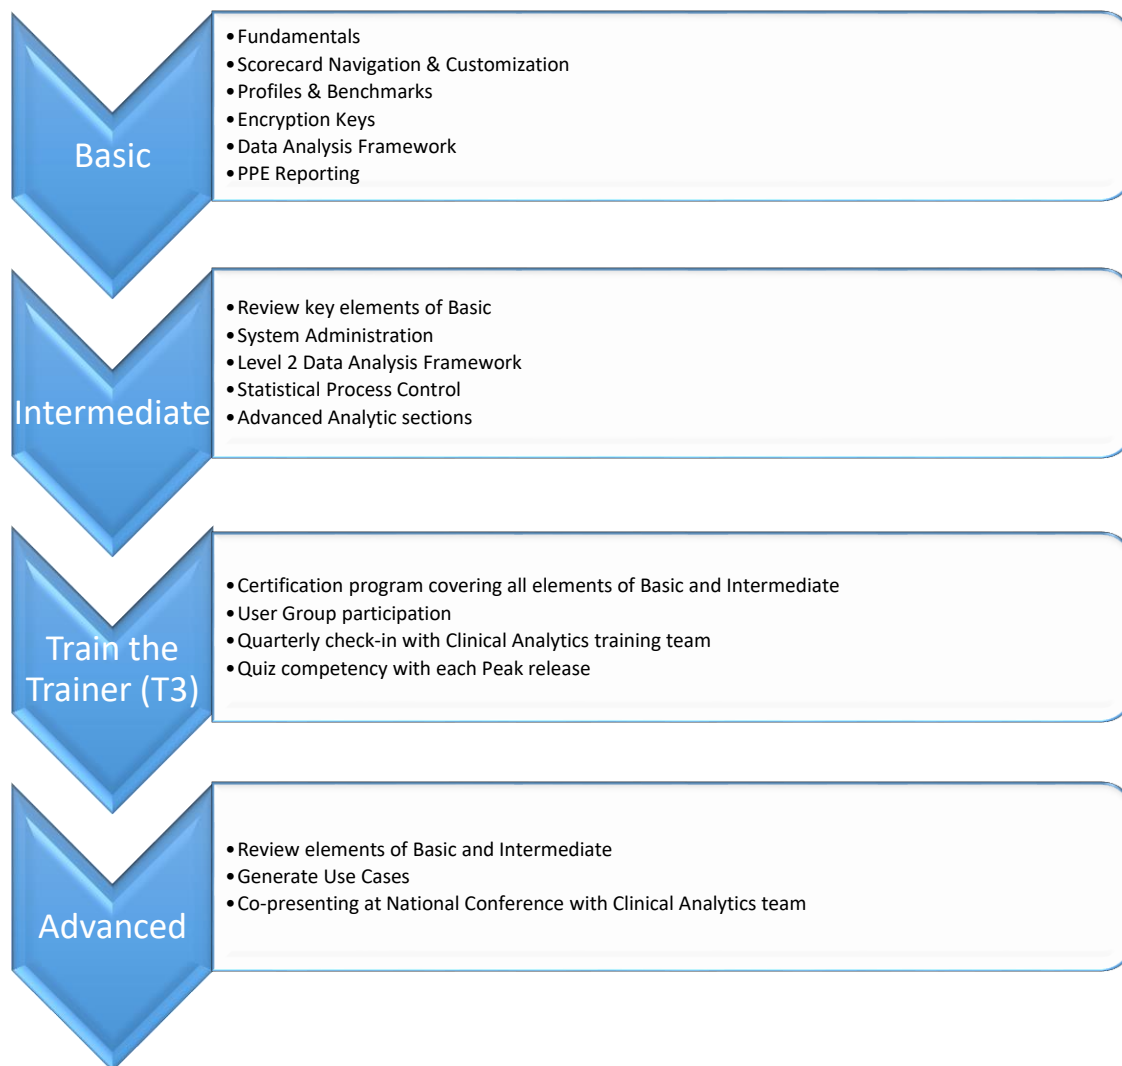 Basic
• Fundamentals
• Scorecard Navigation & Customization
• Profiles & Benchmarks
• Encryption Keys
• Data Analysis Framework
• PPE Reporting
Intermediate
• Review key elements of Basic
• System Administration
• Level 2 Data Analysis Framework
• Statistical Process Control
• Advanced Analytic sections
Train the
Trainer (T3)
• Certification program covering all elements of Basic and Intermediate
• User Group participation
• Quarterly check-in with Clinical Analytics training team
• Quiz competency with each Peak release
Advanced
• Review elements of Basic and Intermediate
• Generate Use Cases
• Co-presenting at National Conference with Clinical Analytics team